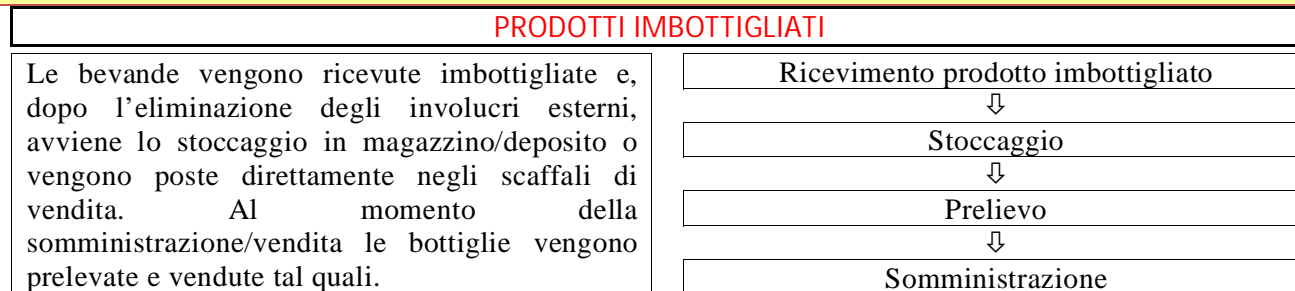 PRODOTTI IMBOTTIGLIATI
Le bevande vengono ricevute imbottigliate e,
dopo l’eliminazione degli involucri esterni,
avviene lo stoccaggio in magazzino/deposito o
vengono poste direttamente negli scaffali di
vendita. Al momento della
somministrazione/vendita le bottiglie vengono
prelevate e vendute tal quali.
Ricevimento prodotto imbottigliato
⇩
Stoccaggio
⇩
Prelievo
⇩
Somministrazione